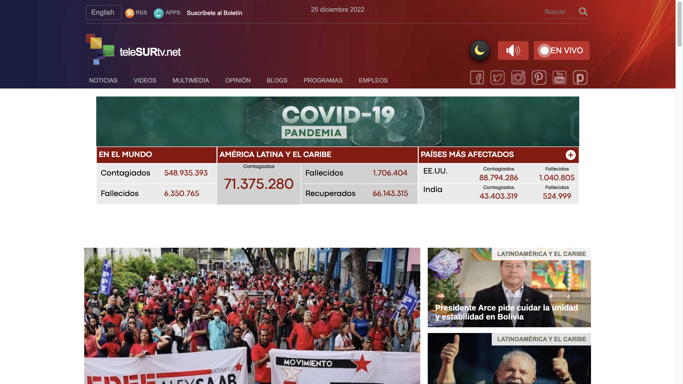 English
RSS
APPS
Suscríbete al Boletín
25 diciembre 2022
Buscar
teleSURtv.net
EN VIVO
NOTICIAS
VIDEOS
MULTIMEDIA
OPINIÓN
BLOGS
PROGRAMAS
EMPLEOS
COVID-19
PANDEMIA
EN EL MUNDO
Contagiados 548.935.393
Fallecidos 6.350.765
AMÉRICA LATINA Y EL CARIBE
Contagiados
71.375.280
Fallecidos 1.706.404
Recuperados 66.143.315
PAÍSES MÁS AFECTADOS
EE.UU.
Contagiados
88.794.286
Fallecidos
1.040.805
India
Contagiados
43.403.319
Fallecidos
524.999
MOVIMIENTO
FREE ALEX SAAB
LATINOAMÉRICA Y EL CARIBE
Presidente Arce pide cuidar la unidad
y estabilidad en Bolivia
LATINOAMÉRICA Y EL CARIBE